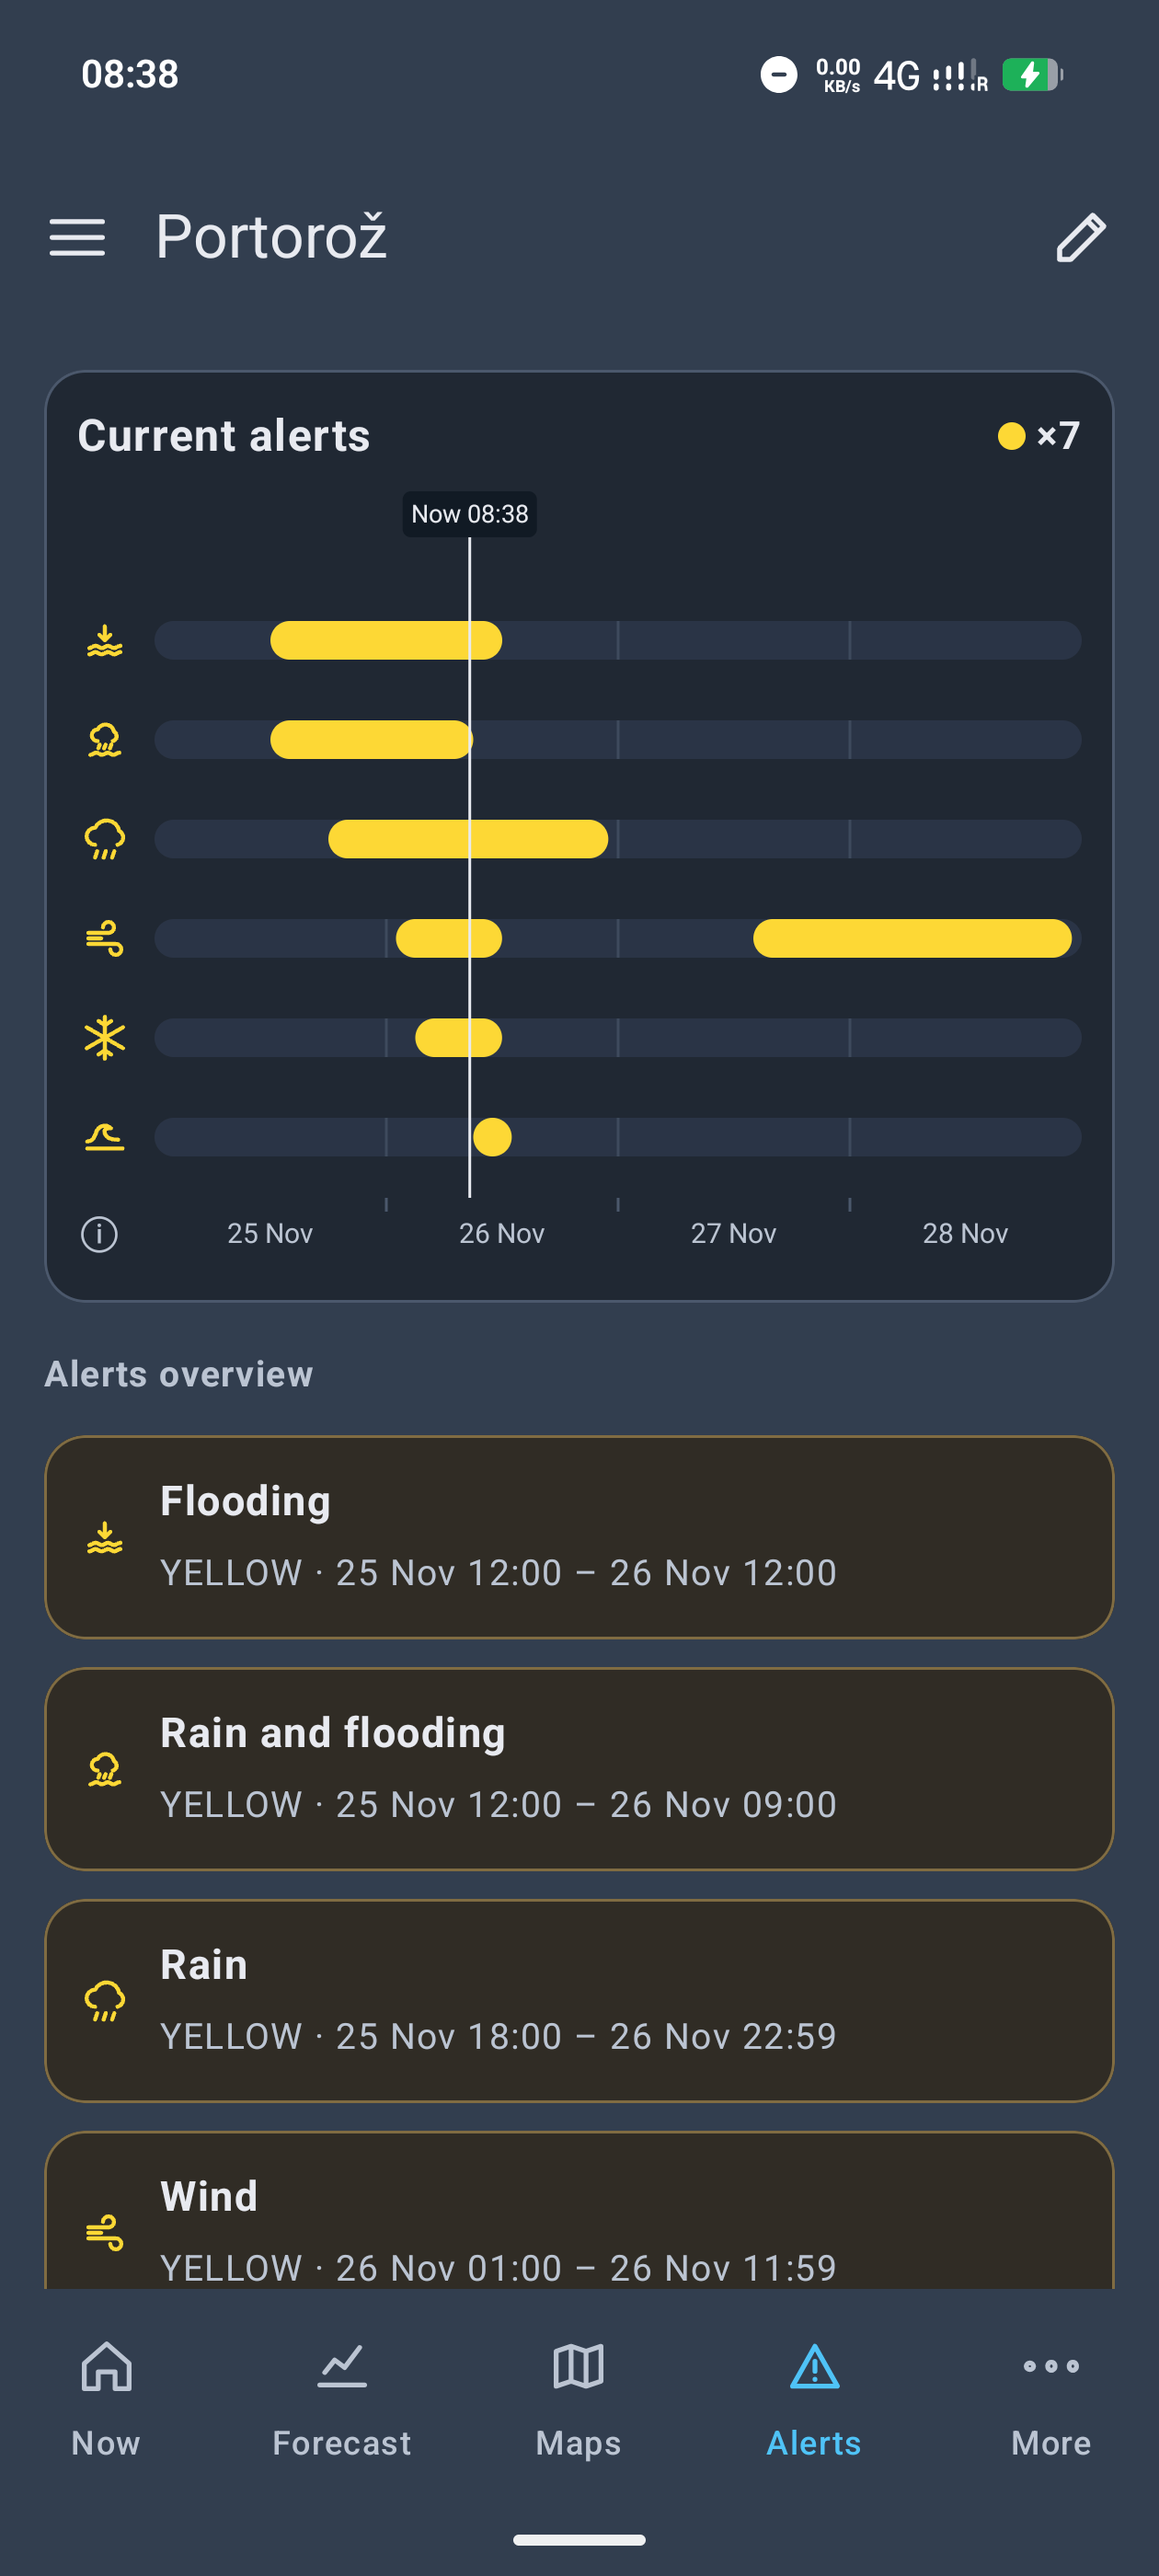 08:38
0.00
KB/s
4G
R
Portorož
Current alerts
×7
Now 08:38
25 Nov
26 Nov
27 Nov
28 Nov
Alerts overview
Flooding
YELLOW · 25 Nov 12:00 – 26 Nov 12:00
Rain and flooding
YELLOW · 25 Nov 12:00 – 26 Nov 09:00
Rain
YELLOW · 25 Nov 18:00 – 26 Nov 22:59
Wind
YELLOW · 26 Nov 01:00 – 26 Nov 11:59
Now
Forecast
Maps
Alerts
More